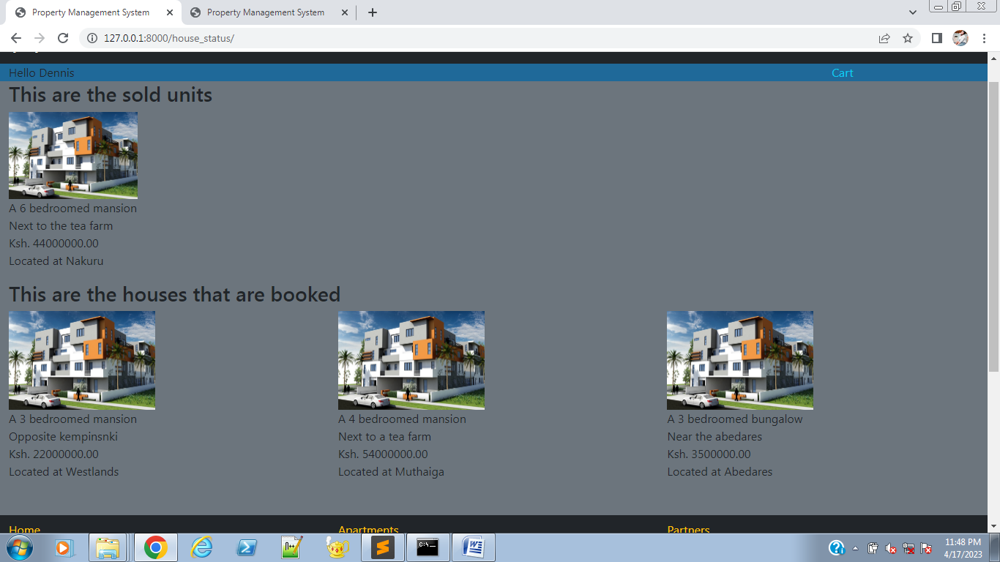 Property Management System
Property Management System
127.0.0.1:8000/house_status/
Hello Dennis
Cart
This are the sold units
A 6 bedroomed mansion
Next to the tea farm
Ksh. 44000000.00
Located at Nakuru
This are the houses that are booked
A 3 bedroomed mansion
Opposite kempinsnki
Ksh. 22000000.00
Located at Westlands
A 4 bedroomed mansion
Next to a tea farm
Ksh. 54000000.00
Located at Muthaiga
A 3 bedroomed bungalow
Near the abedares
Ksh. 3500000.00
Located at Abedares
Home
Apartments
Partners
11:48 PM
4/17/2023